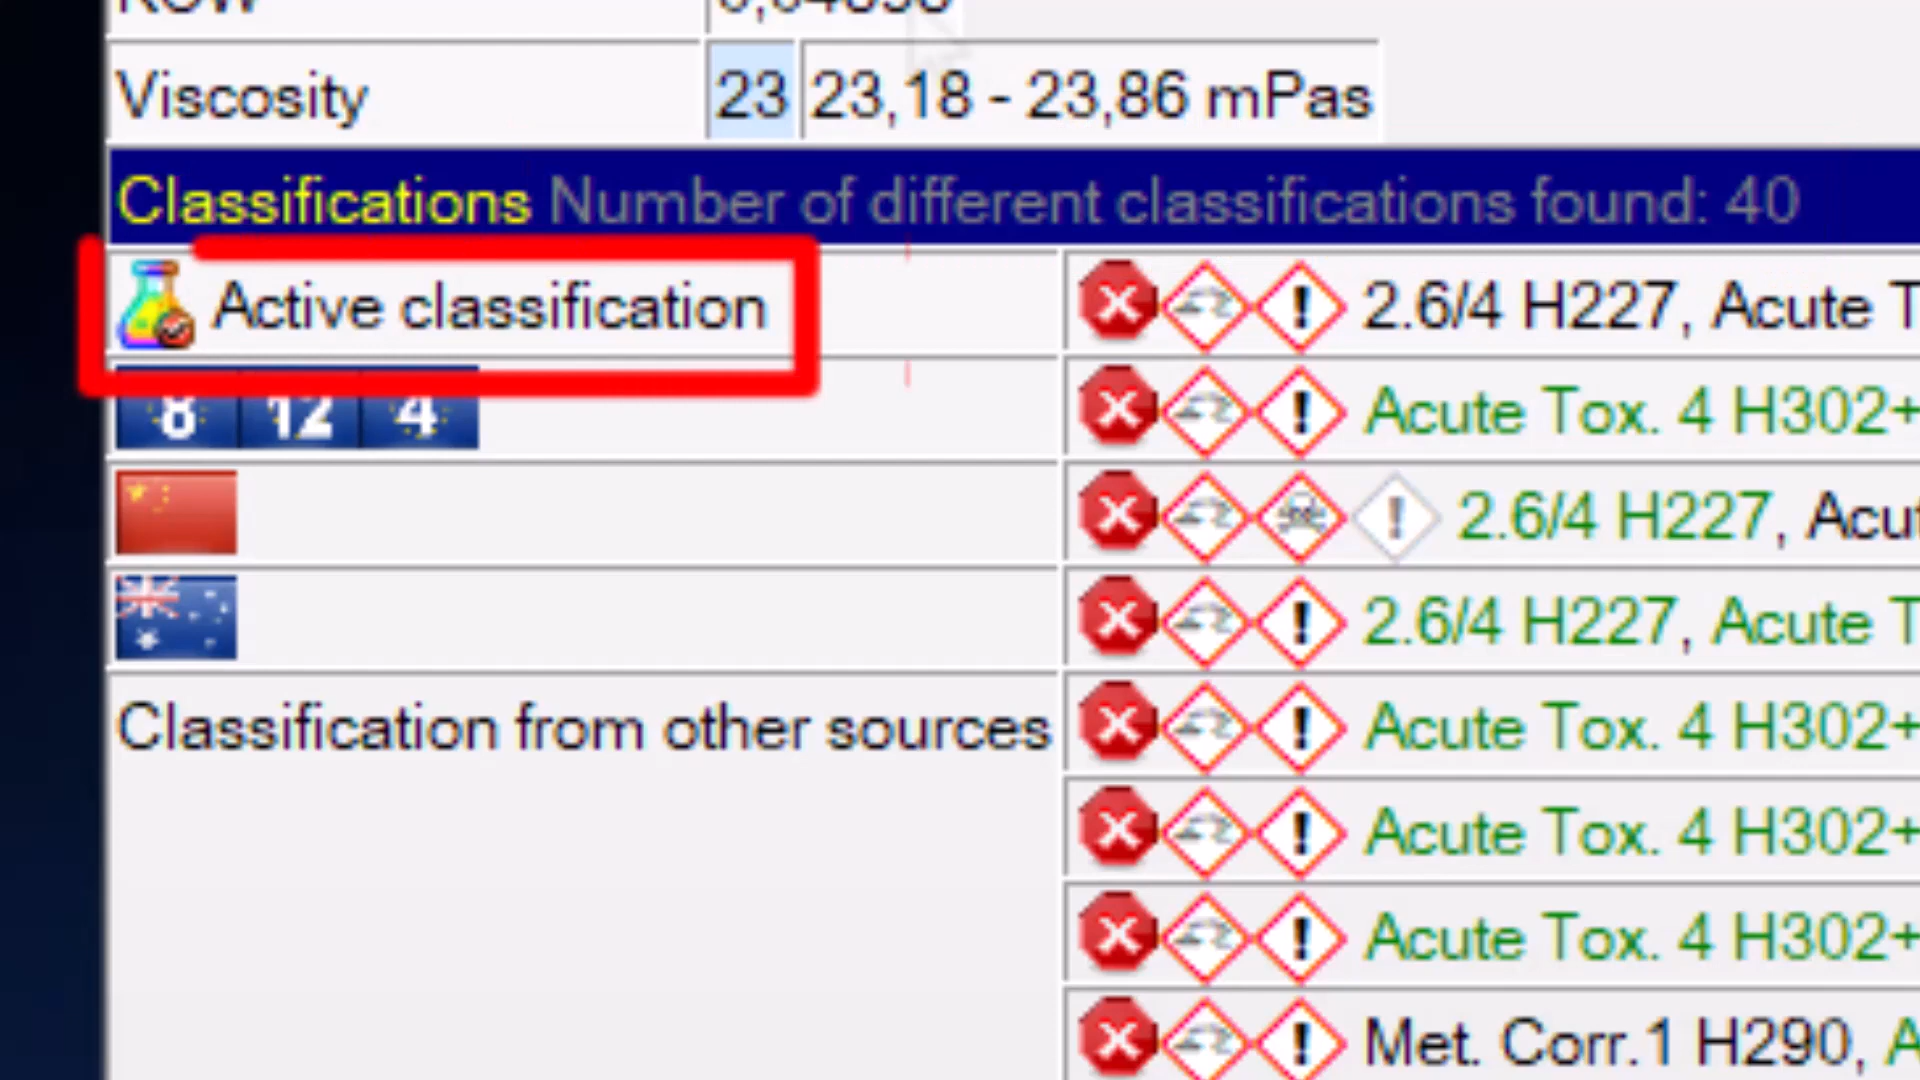 Viscosity 23 23,18 - 23,86 mPas
Classifications Number of different classifications found: 40
Active classification 2.6/4 H227, Acute T
8 12 4 Acute Tox. 4 H302+
2.6/4 H227, Acu
2.6/4 H227, Acute T
Classification from other sources Acute Tox. 4 H302+
Acute Tox. 4 H302+
Acute Tox. 4 H302+
Met. Corr.1 H290, A